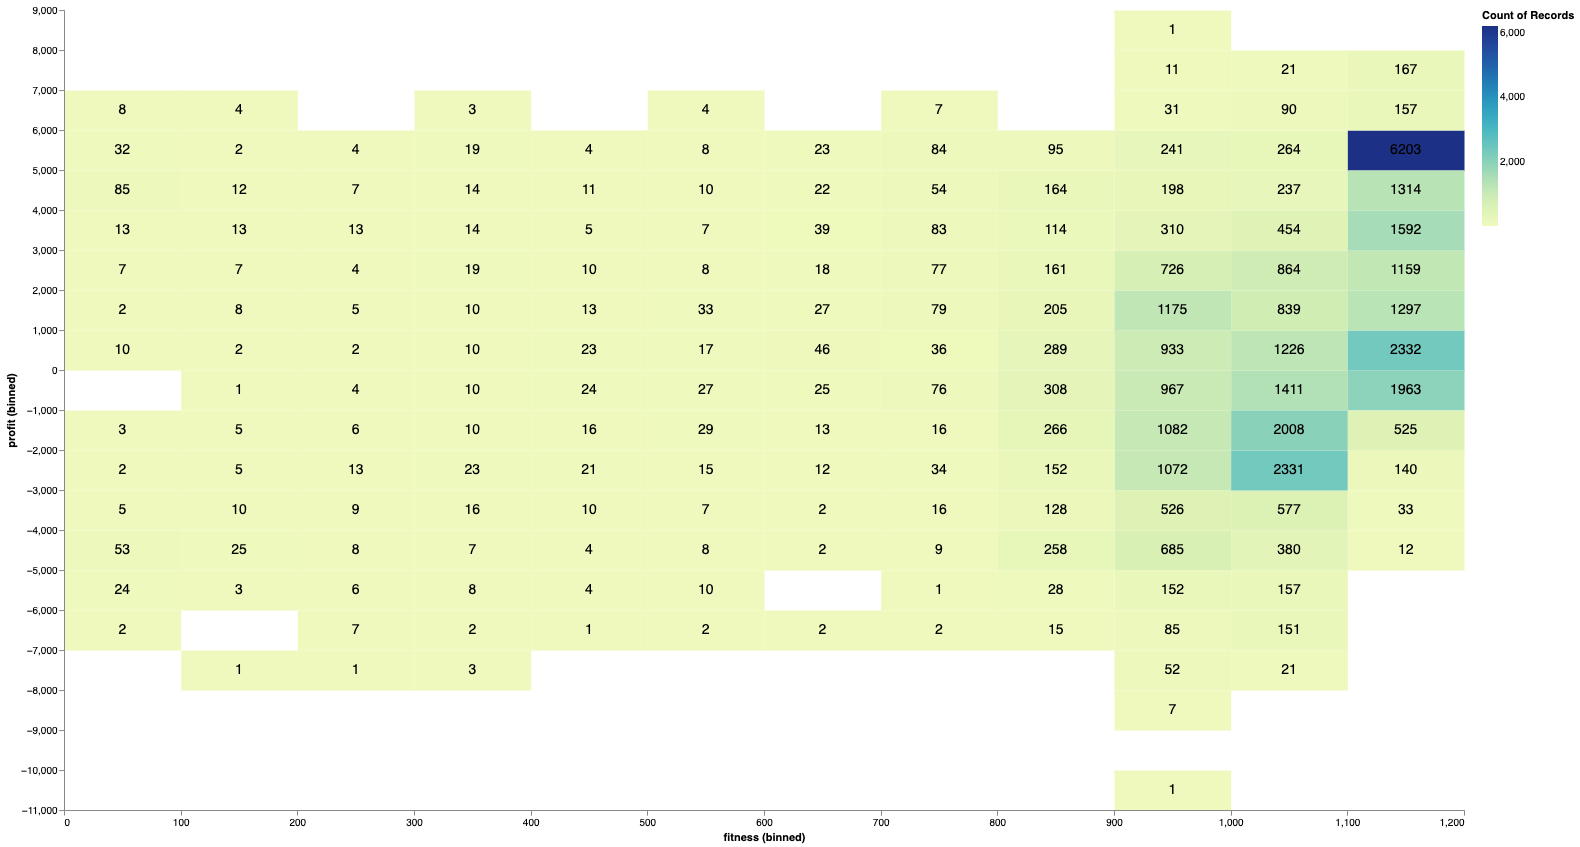 Count of Records
6,000
4,000
2,000
9,000
1
8,000
11 21 167
7,000
8 4 3 4 7 31 90 157
6,000
32 2 4 19 4 8 23 84 95 241 264 6203
5,000
85 12 7 14 11 10 22 54 164 198 237 1314
4,000
13 13 13 14 5 7 39 83 114 310 454 1592
3,000
7 7 4 19 10 8 18 77 161 726 864 1159
2,000
2 8 5 10 13 33 27 79 205 1175 839 1297
1,000
10 2 2 10 23 17 46 36 289 933 1226 2332
0
1 4 10 24 27 25 76 308 967 1411 1963
−1,000
profit (binned)
3 5 6 10 16 29 13 16 266 1082 2008 525
−2,000
2 5 13 23 21 15 12 34 152 1072 2331 140
−3,000
5 10 9 16 10 7 2 16 128 526 577 33
−4,000
53 25 8 7 4 8 2 9 258 685 380 12
−5,000
24 3 6 8 4 10 1 28 152 157
−6,000
2 7 2 1 2 2 2 15 85 151
−7,000
1 1 3 52 21
−8,000
7
−9,000
−10,000
1
−11,000
0 100 200 300 400 500 600 700 800 900 1,000 1,100 1,200
fitness (binned)